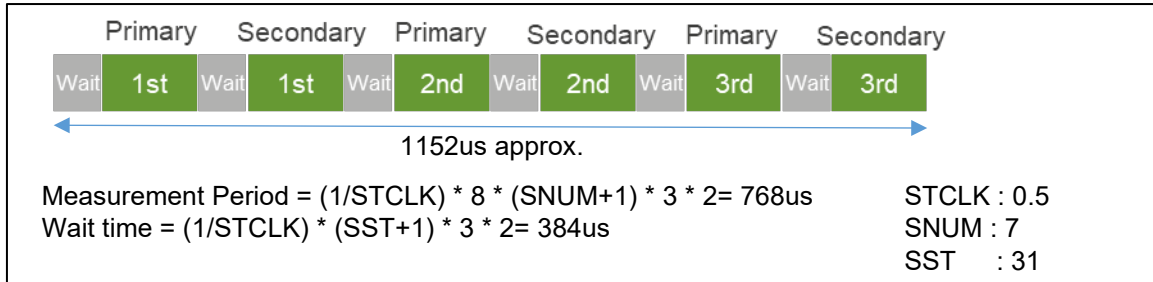 Primary Secondary Primary Secondary Primary Secondary
Wait 1st Wait 1st Wait 2nd Wait 2nd Wait 3rd Wait 3rd
1152us approx.
Measurement Period = (1/STCLK) * 8 * (SNUM+1) * 3 * 2= 768us STCLK : 0.5
Wait time = (1/STCLK) * (SST+1) * 3 * 2= 384us SNUM : 7
SST : 31